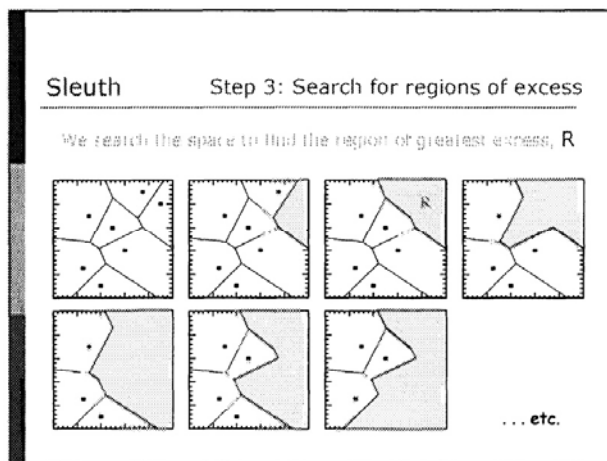 Sleuth
Step 3: Search for regions of excess
We search the space to find the region of greatest excess, R
R
... etc.